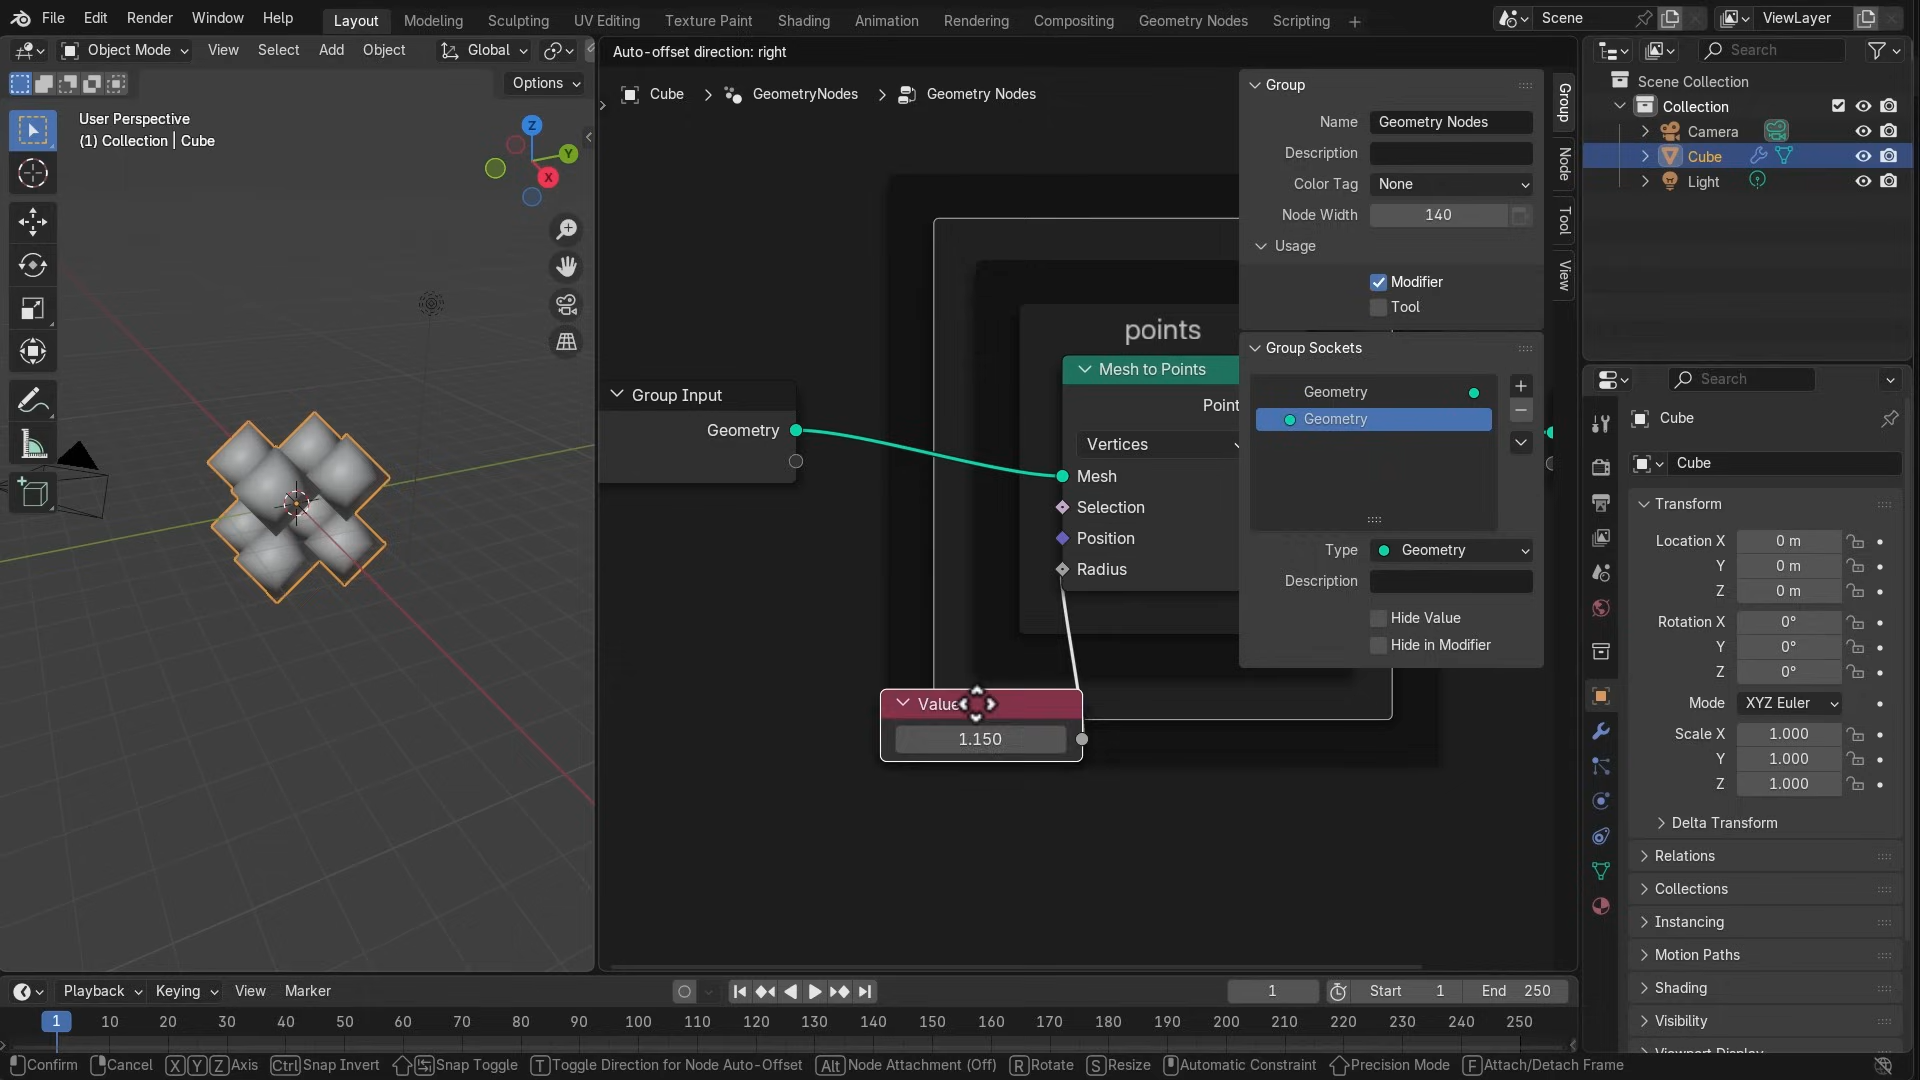 File Edit Render Window Help Layout Modeling Sculpting UV Editing Texture Paint Shading Animation Rendering Compositing Geometry Nodes Scripting Scene ViewLayer
Object Mode View Select Add Object Global
Auto-offset direction: right
Search
Options
User Perspective
(1) Collection | Cube
Z
Y
X
Cube > GeometryNodes > Geometry Nodes
Group Input
Geometry
points
Mesh to Points
Point
Vertices
Mesh
Selection
Position
Radius
Value
1.150
Group
Name Geometry Nodes
Description
Color Tag None
Node Width 140
Usage
Modifier
Tool
Group Sockets
Geometry
Geometry
Type Geometry
Description
Hide Value
Hide in Modifier
Group
Node
Tool
View
Scene Collection
Collection
Camera
Cube
Light
Search
Cube
Cube
Transform
Location X 0 m
Y 0 m
Z 0 m
Rotation X 0°
Y 0°
Z 0°
Mode XYZ Euler
Scale X 1.000
Y 1.000
Z 1.000
Delta Transform
Relations
Collections
Instancing
Motion Paths
Shading
Visibility
Viewport Display
Playback Keying View Marker 1 Start 1 End 250
1 10 20 30 40 50 60 70 80 90 100 110 120 130 140 150 160 170 180 190 200 210 220 230 240 250
Confirm Cancel X Y Z Axis Ctrl Snap Invert Snap Toggle T Toggle Direction for Node Auto-Offset Alt Node Attachment (Off) R Rotate S Resize Automatic Constraint Precision Mode F Attach/Detach Frame